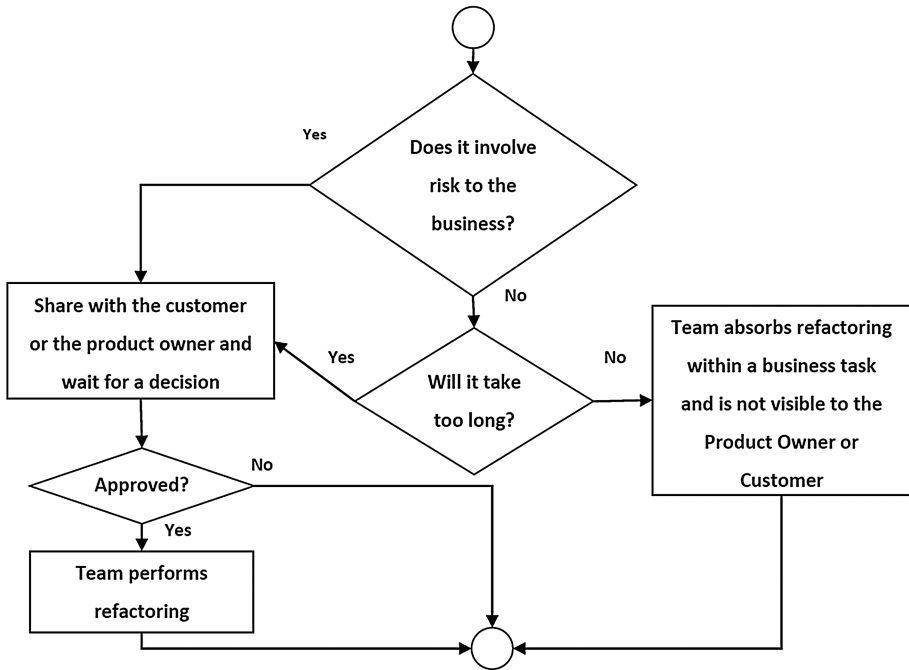 Yes
Does it involve
risk to the
business?
No
Share with the customer
or the product owner and
wait for a decision
Yes
Will it take
too long?
No
Team absorbs refactoring
within a business task
and is not visible to the
Product Owner or
Customer
Approved?
No
Yes
Team performs
refactoring